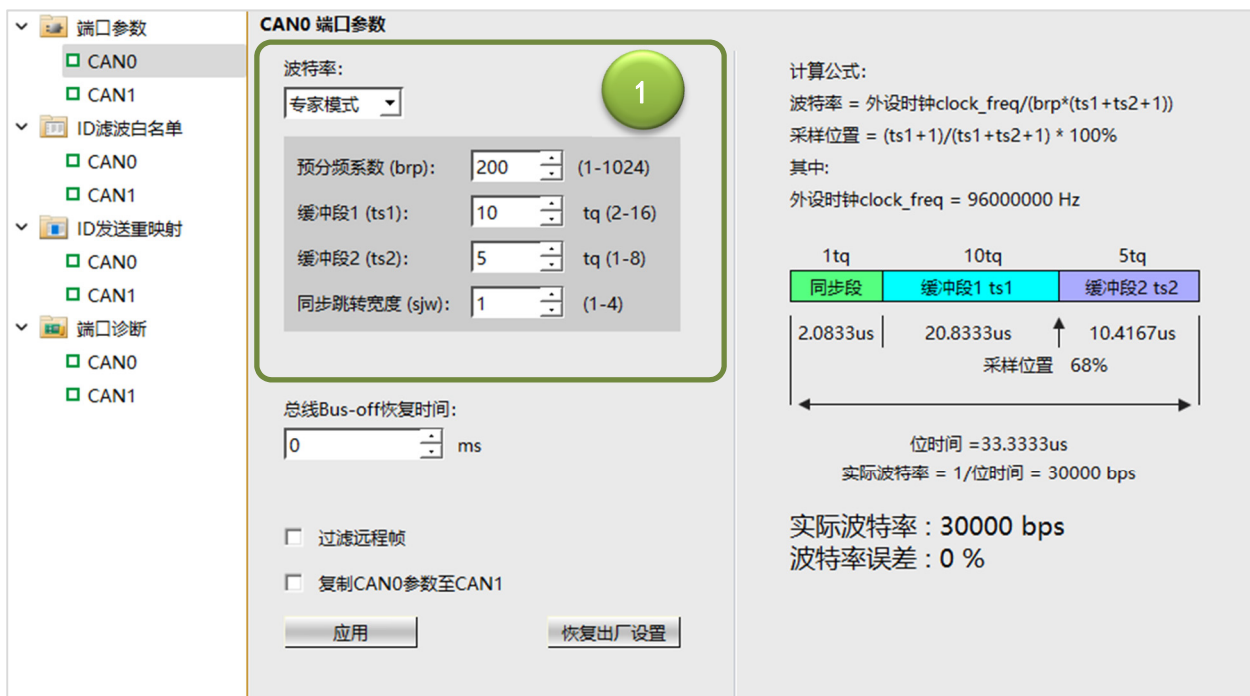 端口参数
CAN0
CAN1
ID滤波白名单
CAN0
CAN1
ID发送重映射
CAN0
CAN1
端口诊断
CAN0
CAN1
CAN0 端口参数
波特率:
专家模式
1
预分频系数 (brp): 200 (1-1024)
缓冲段1 (ts1): 10 tq (2-16)
缓冲段2 (ts2): 5 tq (1-8)
同步跳转宽度 (sjw): 1 (1-4)
总线Bus-off恢复时间:
0 ms
过滤远程帧
复制CAN0参数至CAN1
应用 恢复出厂设置
计算公式:
波特率 = 外设时钟clock_freq/(brp*(ts1+ts2+1))
采样位置 = (ts1+1)/(ts1+ts2+1) * 100%
其中:
外设时钟clock_freq = 96000000 Hz
1tq 10tq 5tq
同步段 缓冲段1 ts1 缓冲段2 ts2
2.0833us 20.8333us 10.4167us
采样位置 68%
位时间 =33.3333us
实际波特率 = 1/位时间 = 30000 bps
实际波特率 : 30000 bps
波特率误差 : 0 %